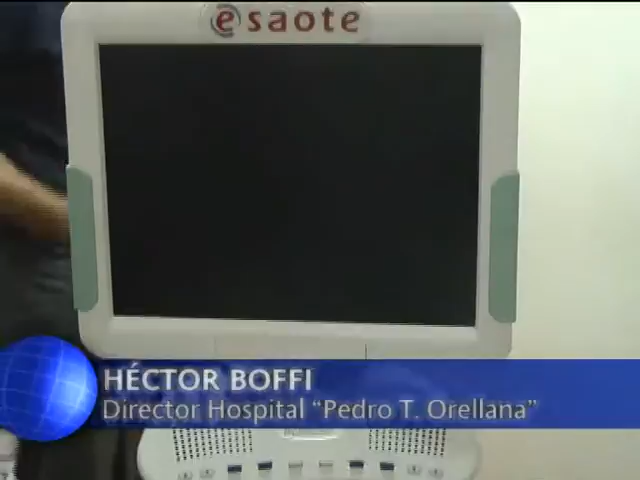 esaote
HÉCTOR BOFFI
Director Hospital “Pedro T. Orellana”